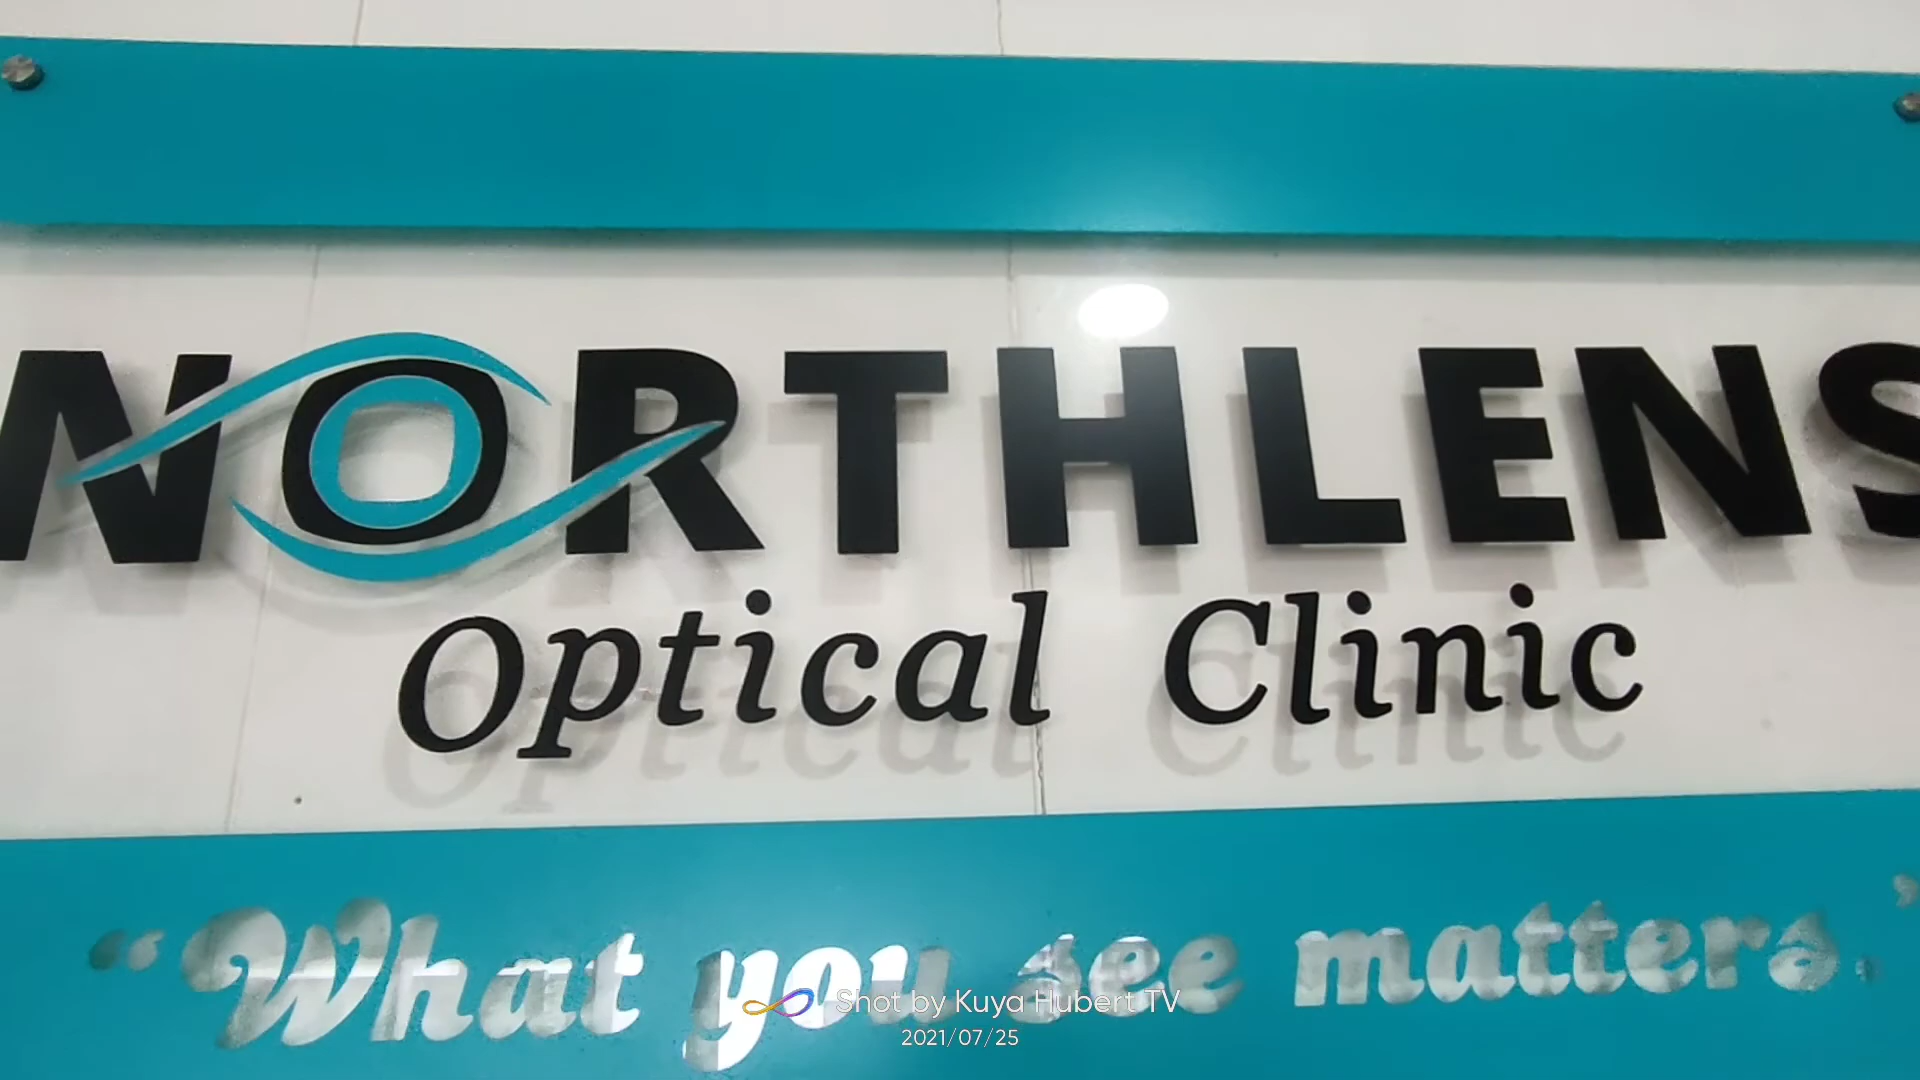 NORTHLENS
Optical Clinic
“What you see matters.”
Shot by Kuya Hubert TV
2021/07/25